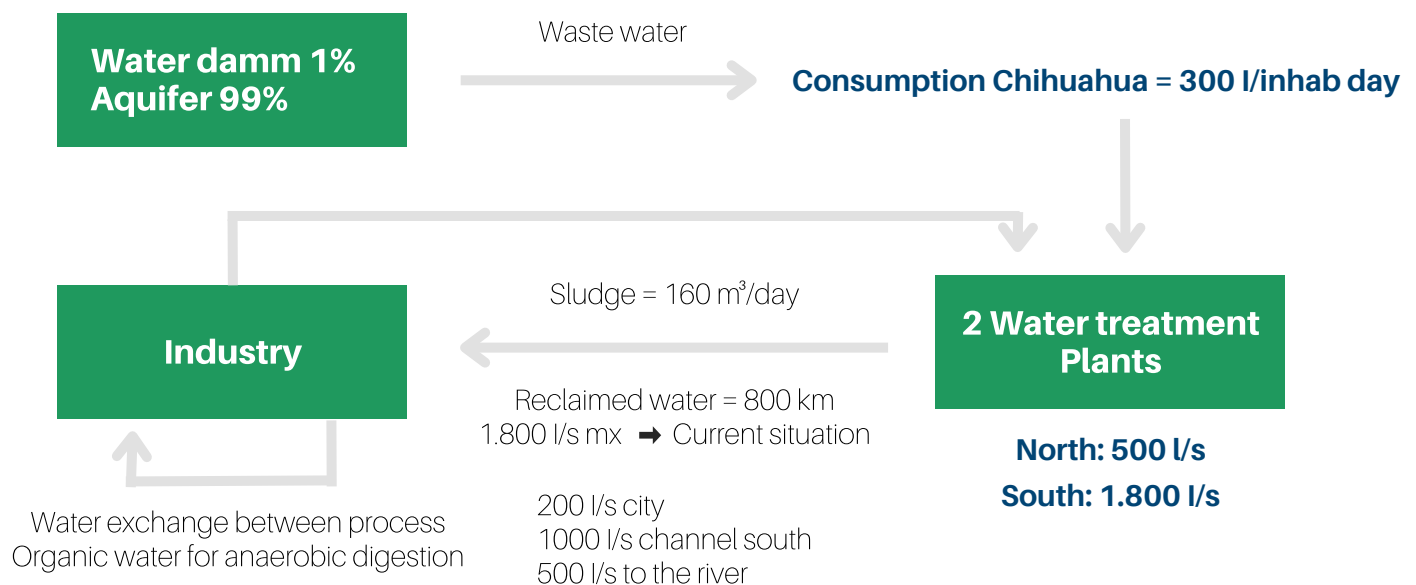 Water damm 1%
Aquifer 99%
Waste water
Consumption Chihuahua = 300 l/inhab day
Industry
Sludge = 160 m³/day
2 Water treatment
Plants
Reclaimed water = 800 km
1.800 l/s mx ➡ Current situation
North: 500 l/s
South: 1.800 l/s
200 l/s city
1000 l/s channel south
500 l/s to the river
Water exchange between process
Organic water for anaerobic digestion